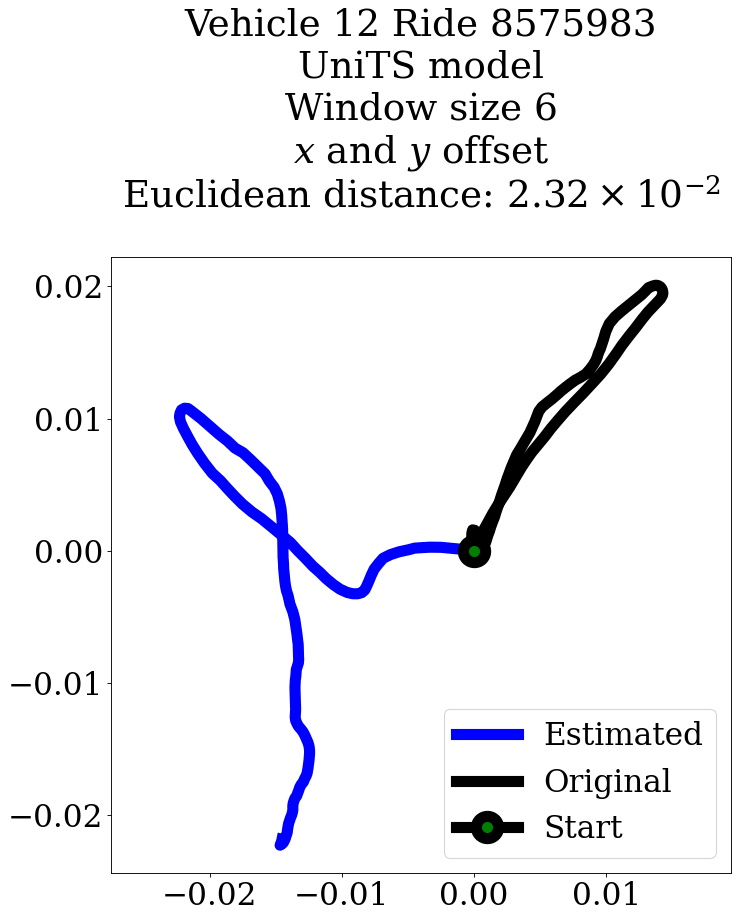 Vehicle 12 Ride 8575983
UniTS model
Window size 6
x and y offset
Euclidean distance: 2.32 × 10⁻²
0.02
0.01
0.00
−0.01
−0.02
−0.02
−0.01
0.00
0.01
Estimated
Original
Start